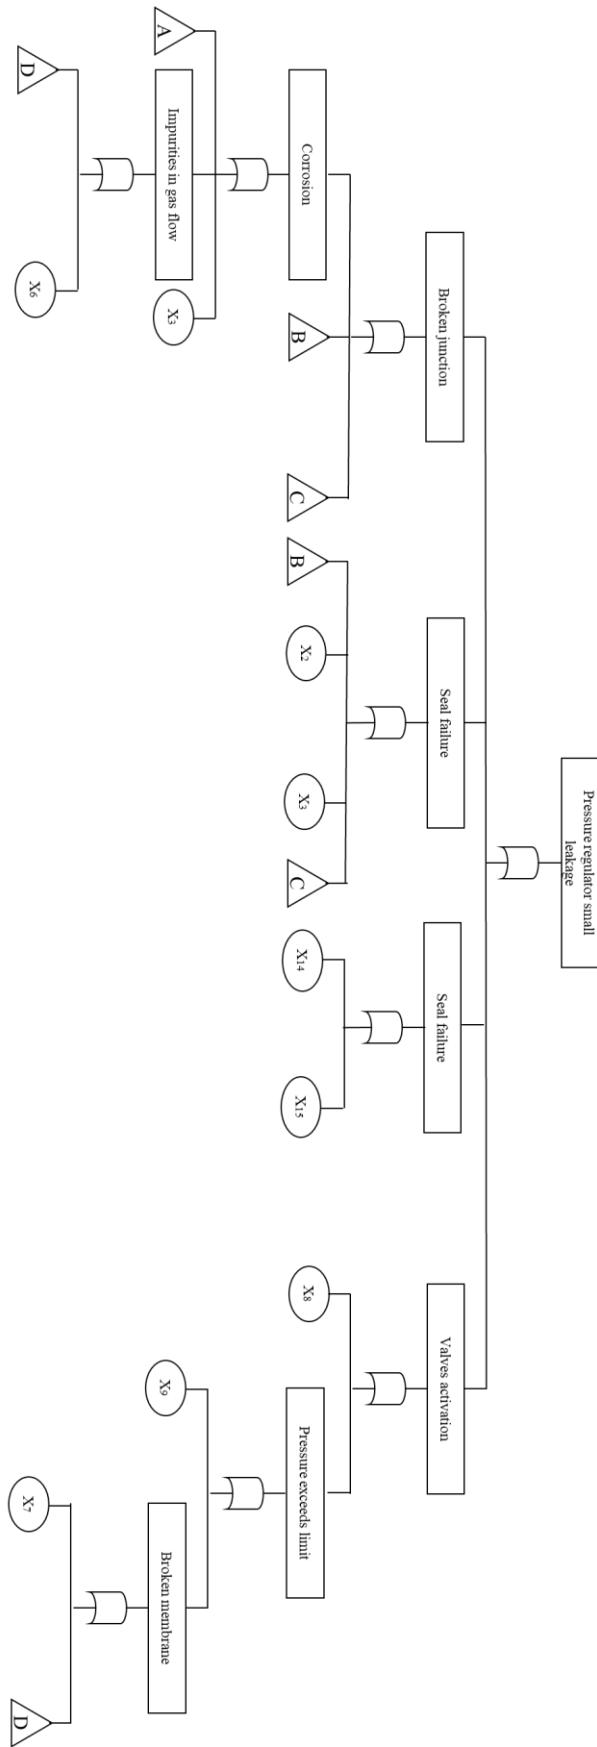 Pressure regulator small
leakage
Broken junction
Seal failure
Seal failure
Valves activation
Corrosion
B
C
B
X2
X3
C
X14
X15
X8
Pressure exceeds limit
A
Impurities in gas flow
X3
X9
Broken membrane
D
X6
X7
D